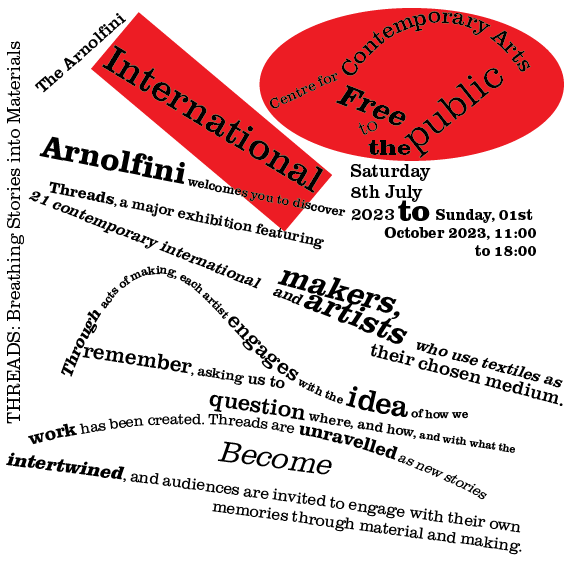 THREADS: Breathing Stories into Materials
The Arnolfini
International
Centre for Contemporary Arts
Free
to
the public
Saturday
8th July
2023 to Sunday, 01st
October 2023, 11:00
to 18:00
Arnolfini welcomes you to discover
Threads, a major exhibition featuring
21 contemporary international
makers,
and artists
who use textiles as
their chosen medium.
Through acts of making, each artist engages with the idea of how we
remember, asking us to
question where, and how, and with what the
work has been created. Threads are unravelled as new stories
Become
intertwined, and audiences are invited to engage with their own
memories through material and making.